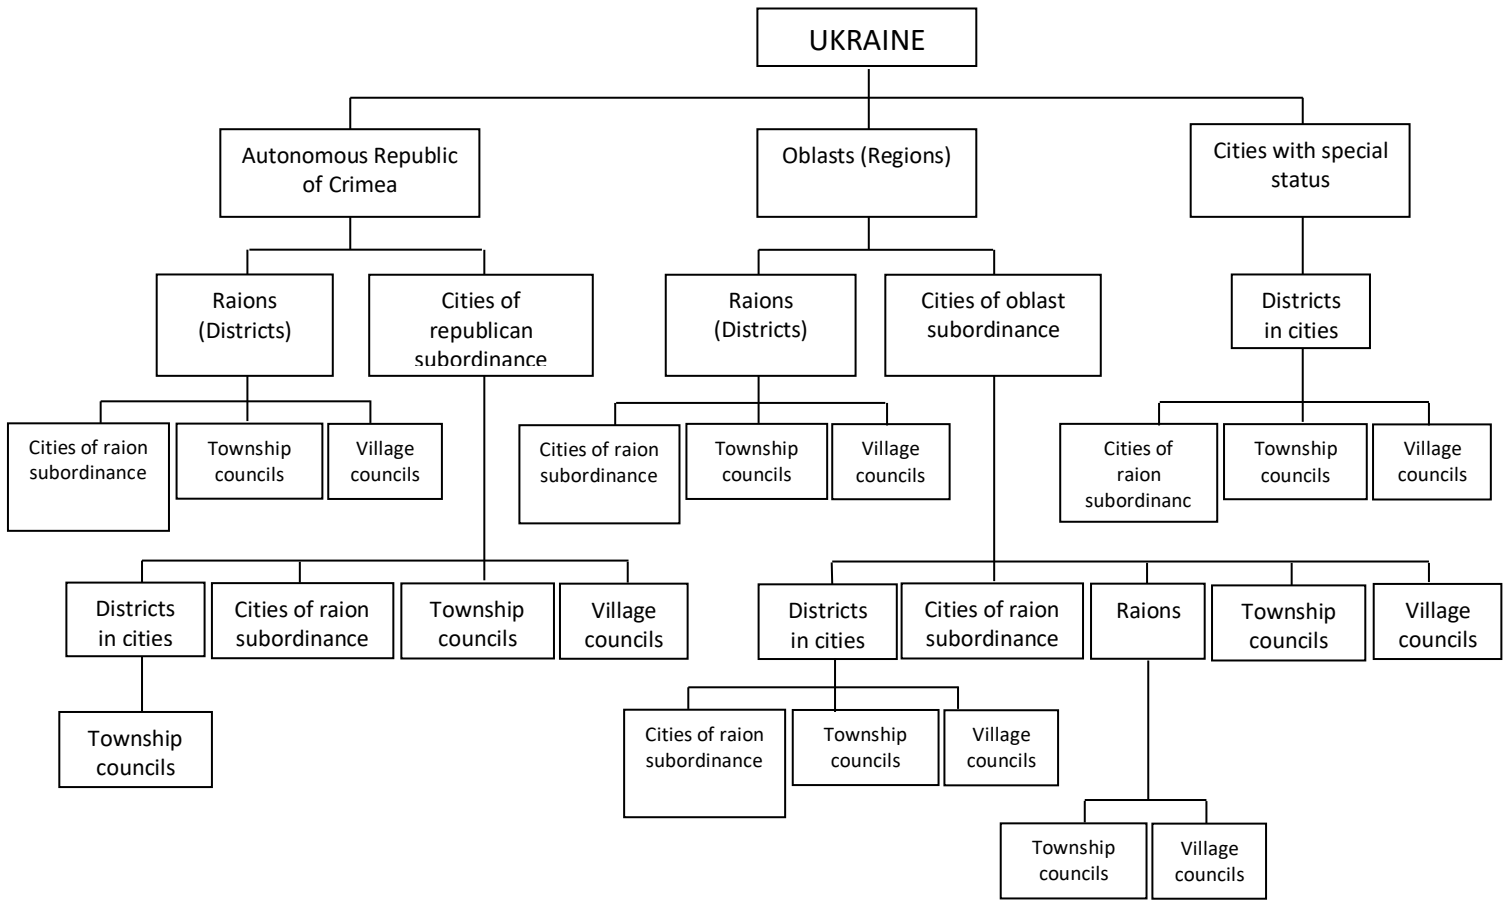 UKRAINE
Autonomous Republic
of Crimea
Oblasts (Regions)
Cities with special
status
Raions
(Districts)
Cities of
republican
subordinance
Raions
(Districts)
Cities of oblast
subordinance
Districts
in cities
Cities of raion
subordinance
Township
councils
Village
councils
Cities of raion
subordinance
Township
councils
Village
councils
Cities of
raion
subordinanc
Township
councils
Village
councils
Districts
in cities
Cities of raion
subordinance
Township
councils
Village
councils
Districts
in cities
Cities of raion
subordinance
Raions
Township
councils
Village
councils
Township
councils
Cities of raion
subordinance
Township
councils
Village
councils
Township
councils
Village
councils